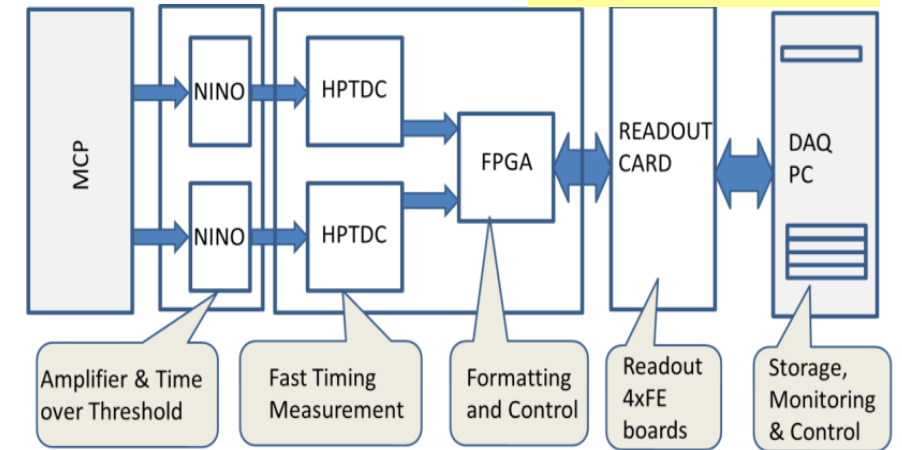 MCP
NINO
HPTDC
NINO
HPTDC
FPGA
READOUT
CARD
DAQ
PC
Amplifier & Time
over Threshold
Fast Timing
Measurement
Formatting
and Control
Readout
4xFE
boards
Storage,
Monitoring
& Control